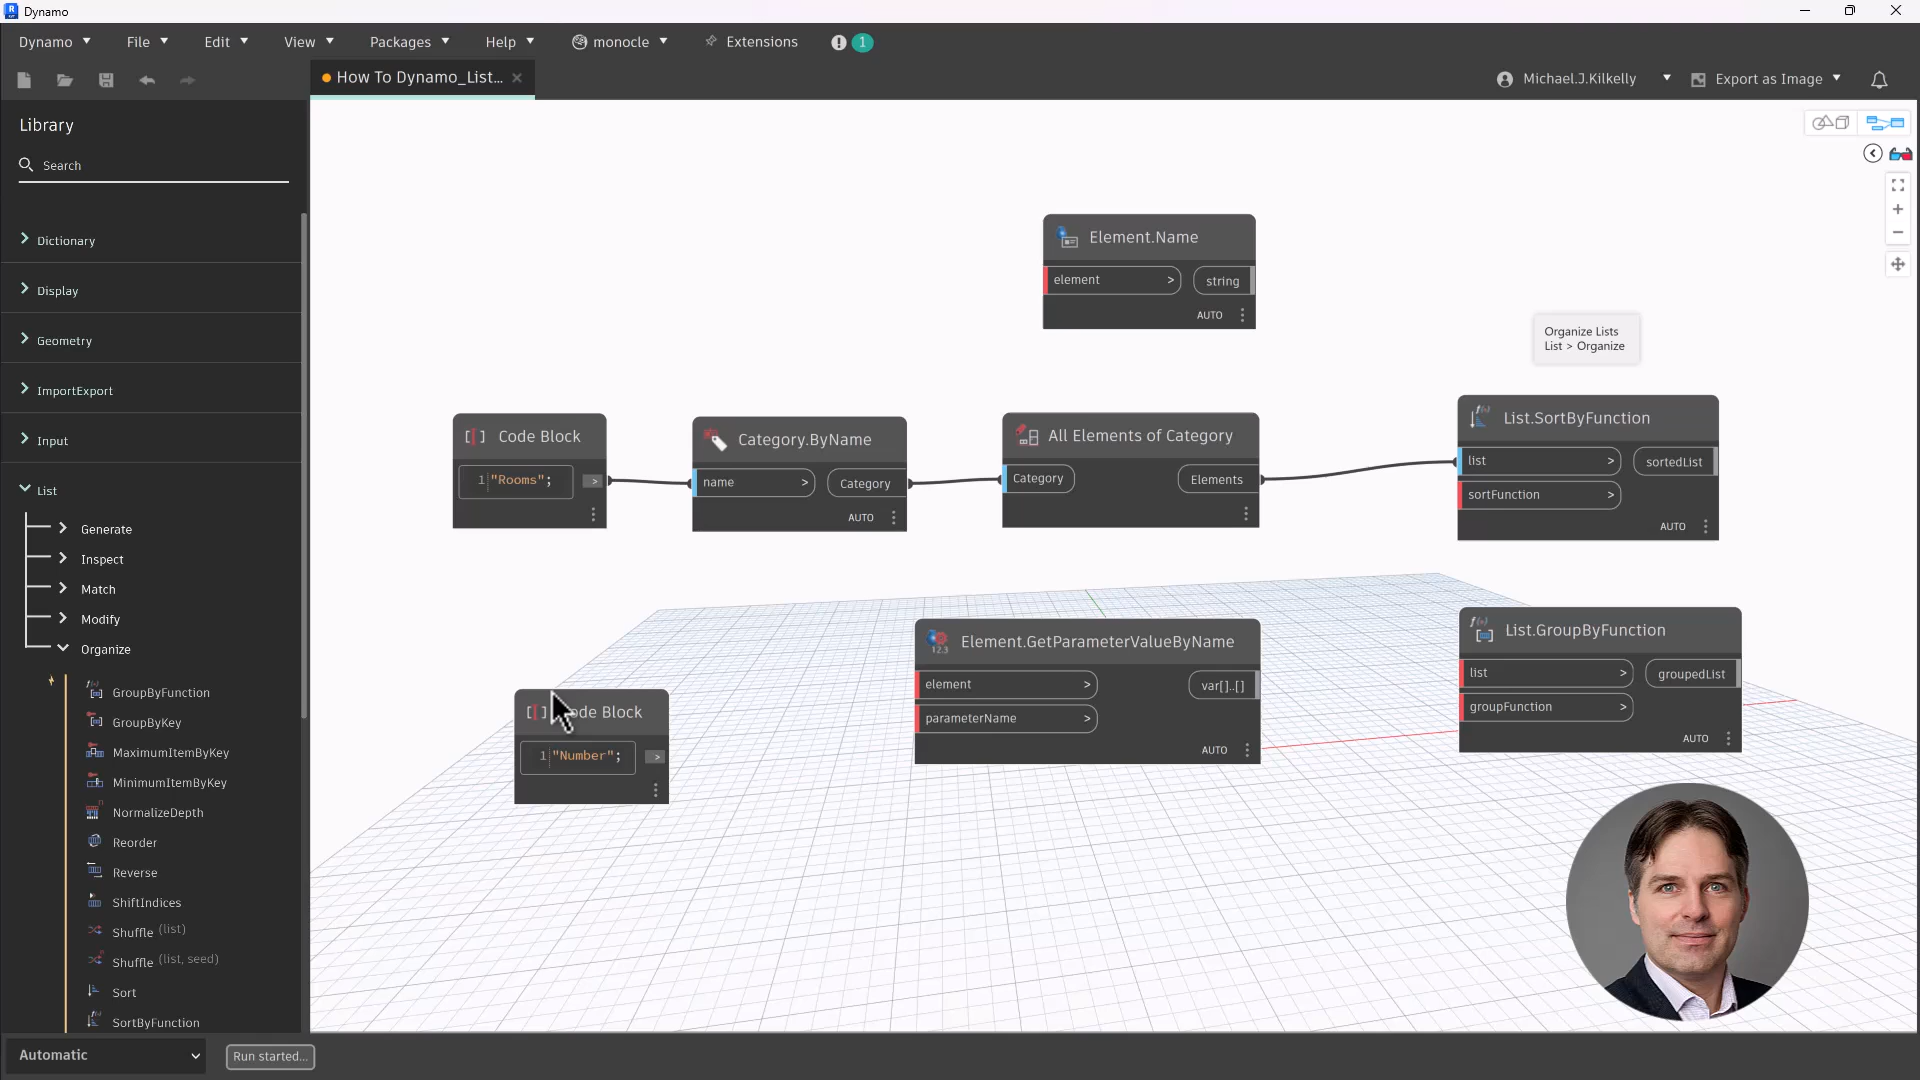 Dynamo
Dynamo
File
Edit
View
Packages
Help
monocle
Extensions
1
How To Dynamo_List...
Michael.J.Kilkelly
Export as Image
Library
Search
Dictionary
Display
Geometry
ImportExport
Input
List
Generate
Inspect
Match
Modify
Organize
GroupByFunction
GroupByKey
MaximumItemByKey
MinimumItemByKey
NormalizeDepth
Reorder
Reverse
ShiftIndices
Shuffle (list)
Shuffle (list, seed)
Sort
SortByFunction
Automatic
Run started...
Element.Name
element >
string
AUTO
Organize Lists
List > Organize
Code Block
1 "Rooms"; >
Category.ByName
name >
Category
AUTO
All Elements of Category
Category
Elements
List.SortByFunction
list >
sortedList
sortFunction >
AUTO
Code Block
1 "Number"; >
Element.GetParameterValueByName
element >
var[]..[]
parameterName >
AUTO
List.GroupByFunction
list >
groupedList
groupFunction >
AUTO